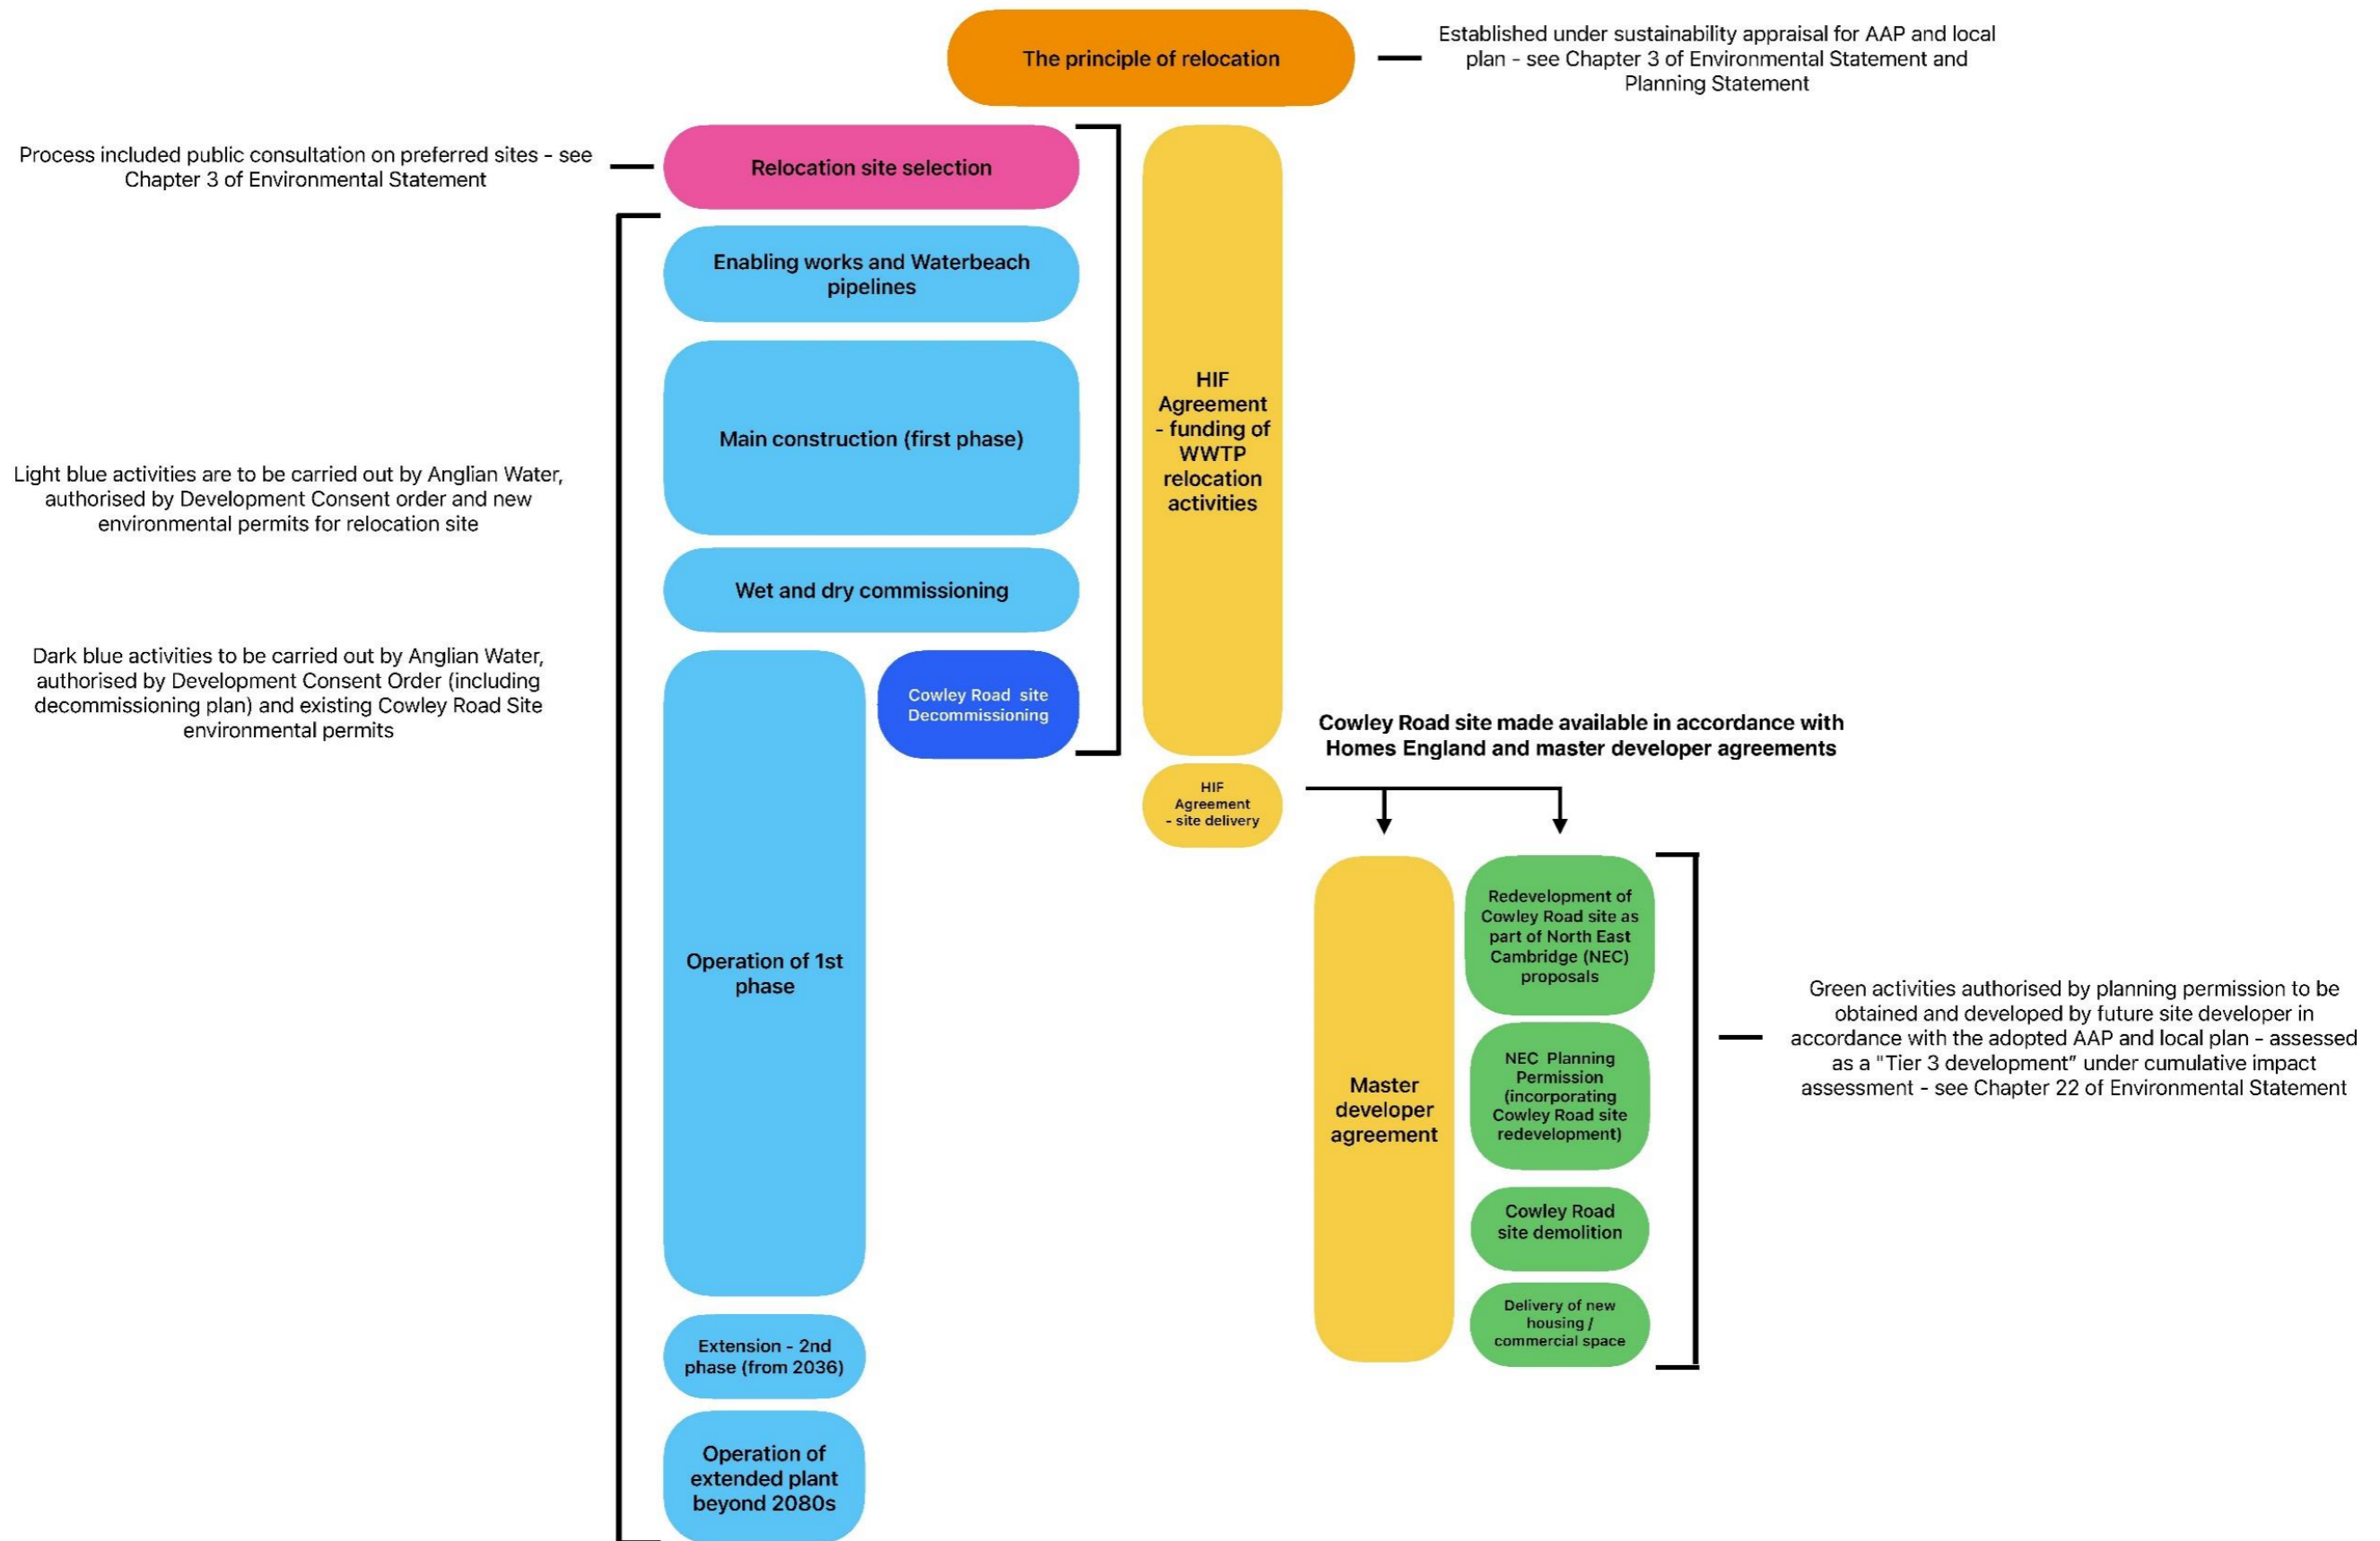 The principle of relocation
Established under sustainability appraisal for AAP and local
plan - see Chapter 3 of Environmental Statement and
Planning Statement
Process included public consultation on preferred sites - see
Chapter 3 of Environmental Statement
Relocation site selection
Enabling works and Waterbeach
pipelines
Main construction (first phase)
HIF
Agreement
- funding of
WWTP
relocation
activities
Light blue activities are to be carried out by Anglian Water,
authorised by Development Consent order and new
environmental permits for relocation site
Wet and dry commissioning
Dark blue activities to be carried out by Anglian Water,
authorised by Development Consent Order (including
decommissioning plan) and existing Cowley Road Site
environmental permits
Cowley Road site
Decommissioning
Cowley Road site made available in accordance with
Homes England and master developer agreements
HIF
Agreement
- site delivery
Operation of 1st
phase
Master
developer
agreement
Redevelopment of
Cowley Road site as
part of North East
Cambridge (NEC)
proposals
NEC Planning
Permission
(incorporating
Cowley Road site
redevelopment)
Cowley Road
site demolition
Delivery of new
housing /
commercial space
Green activities authorised by planning permission to be
obtained and developed by future site developer in
accordance with the adopted AAP and local plan - assessed
as a "Tier 3 development” under cumulative impact
assessment - see Chapter 22 of Environmental Statement
Extension - 2nd
phase (from 2036)
Operation of
extended plant
beyond 2080s